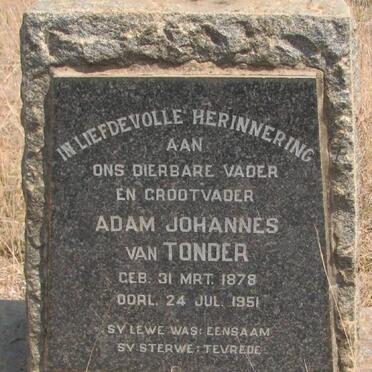 IN LIEFDEVOLLE HERINNERING
AAN
ONS DIERBARE VADER
EN GROOTVADER
ADAM JOHANNES
VAN TONDER
GEB. 31 MRT. 1878
OORL. 24 JUL. 1951
SY LEWE WAS: EENSAAM
SY STERWE: TEVREDE